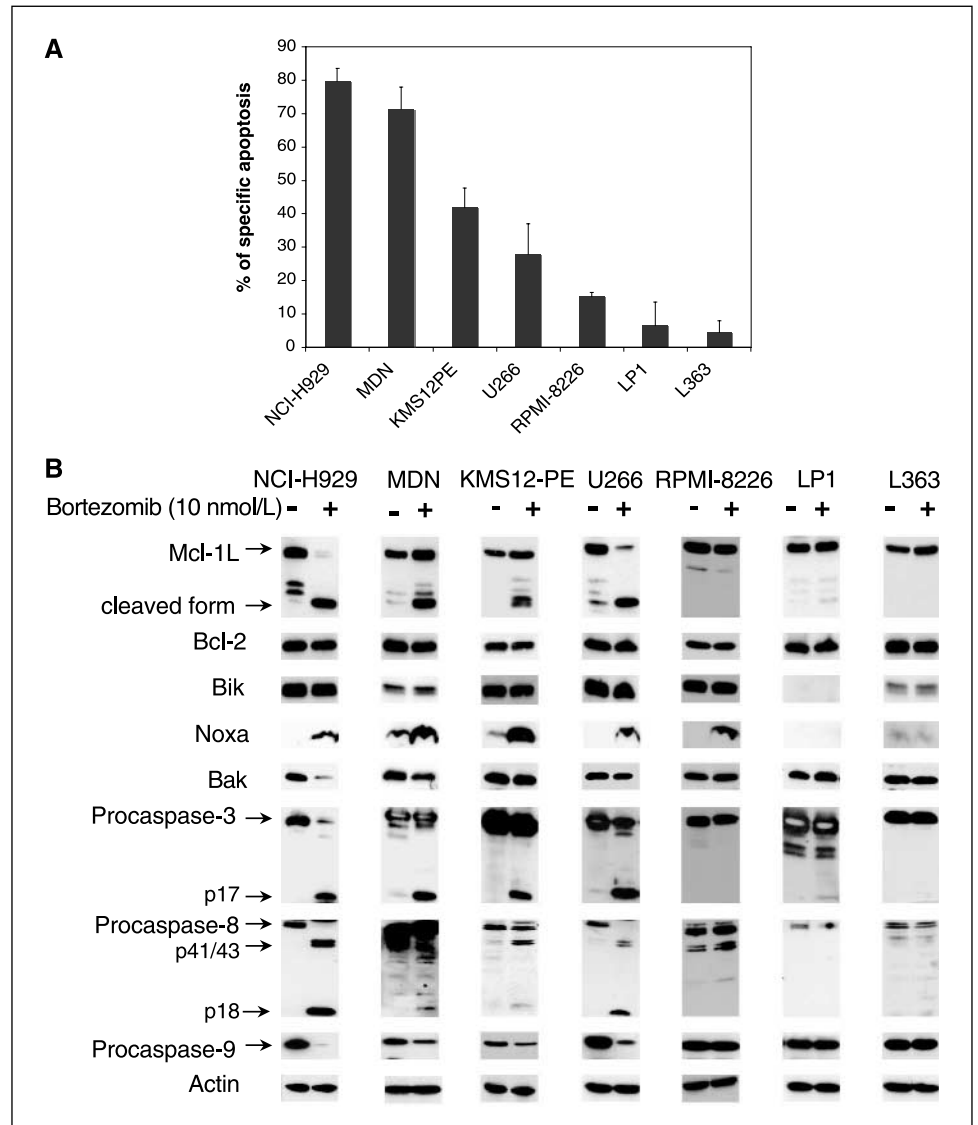 A
% of specific apoptosis
90
80
70
60
50
40
30
20
10
0
NCI-H929
MDN
KMS12PE
U266
RPMI-8226
LP1
L363
B
NCI-H929 MDN KMS12-PE U266 RPMI-8226 LP1 L363
Bortezomib (10 nmol/L) - + - + - + - + - + - + - +
Mcl-1L →
cleaved form →
Bcl-2
Bik
Noxa
Bak
Procaspase-3 →
p17 →
Procaspase-8 →
p41/43 →
p18 →
Procaspase-9 →
Actin